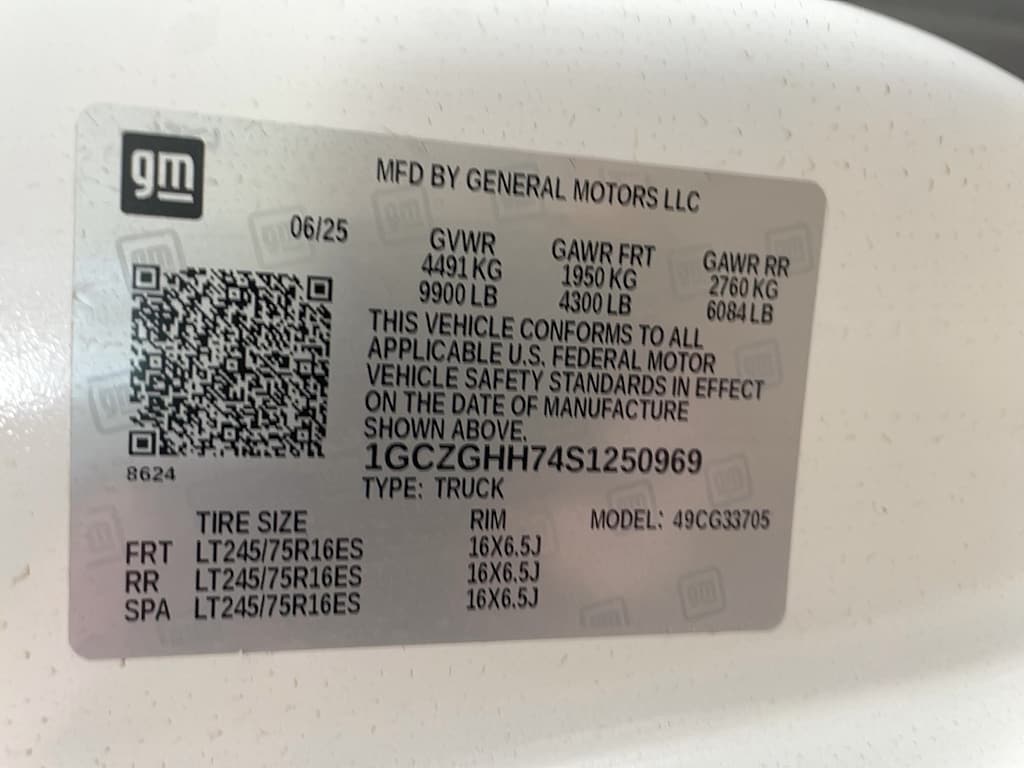 gm
MFD BY GENERAL MOTORS LLC
06/25
GVWR GAWR FRT GAWR RR
4491 KG 1950 KG 2760 KG
9900 LB 4300 LB 6084 LB
THIS VEHICLE CONFORMS TO ALL
APPLICABLE U.S. FEDERAL MOTOR
VEHICLE SAFETY STANDARDS IN EFFECT
ON THE DATE OF MANUFACTURE
SHOWN ABOVE.
8624
1GCZGHH74S1250969
TYPE: TRUCK
TIRE SIZE RIM MODEL: 49CG33705
FRT LT245/75R16ES 16X6.5J
RR LT245/75R16ES 16X6.5J
SPA LT245/75R16ES 16X6.5J